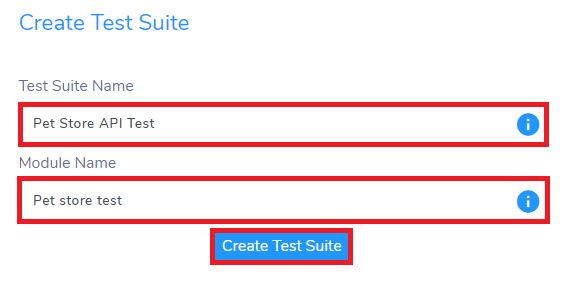 Create Test Suite
Test Suite Name
Pet Store API Test
Module Name
Pet store test
Create Test Suite